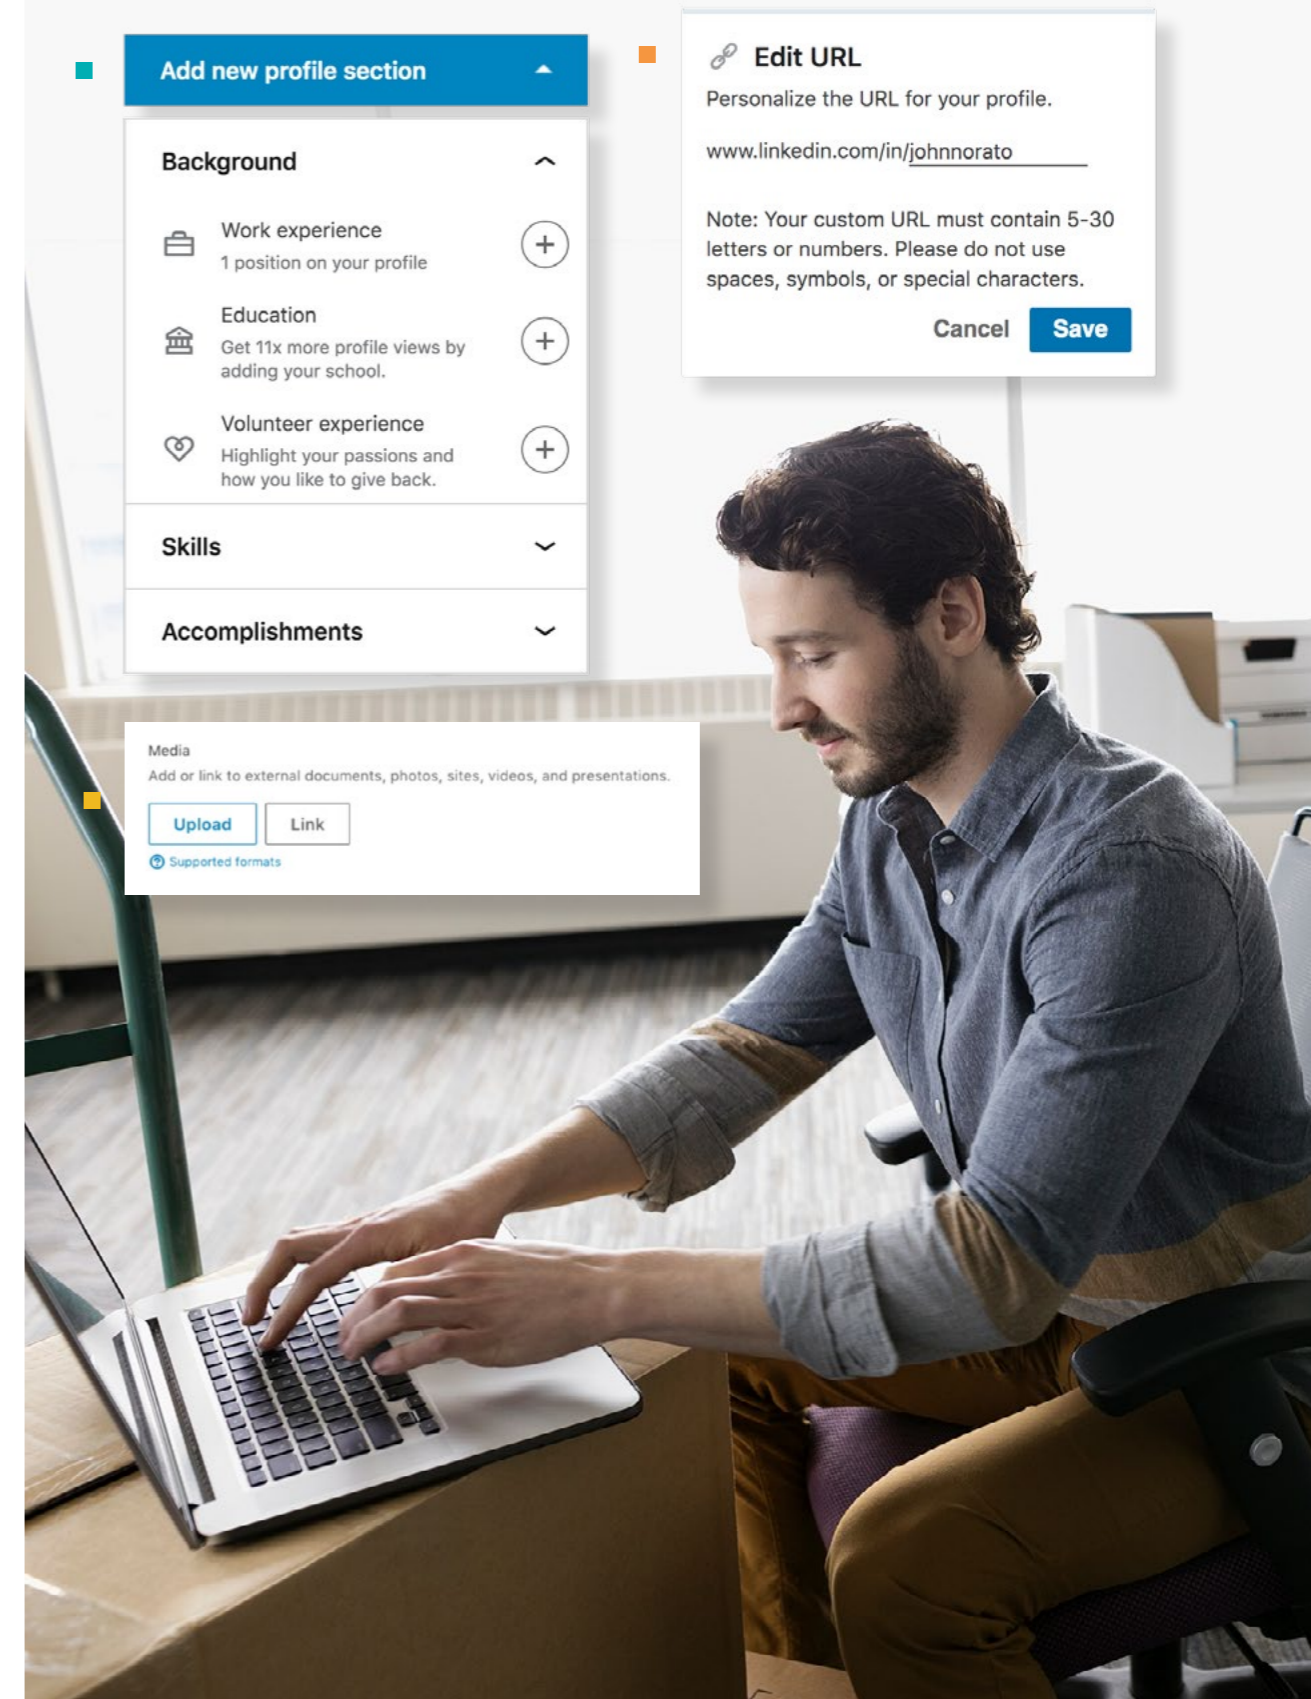 Add new profile section
Background
Work experience
1 position on your profile
Education
Get 11x more profile views by
adding your school.
Volunteer experience
Highlight your passions and
how you like to give back.
Skills
Accomplishments
Edit URL
Personalize the URL for your profile.
www.linkedin.com/in/johnnorato
Note: Your custom URL must contain 5-30
letters or numbers. Please do not use
spaces, symbols, or special characters.
Cancel Save
Media
Add or link to external documents, photos, sites, videos, and presentations.
Upload Link
Supported formats